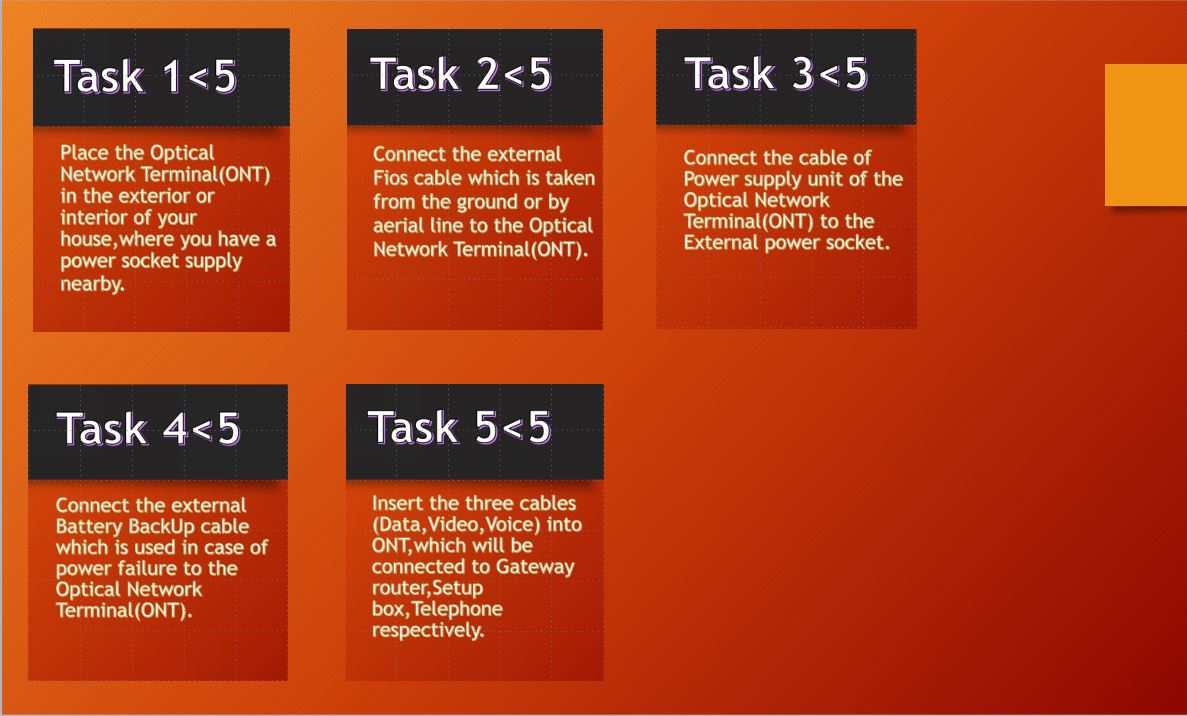 Task 1<5
Place the Optical
Network Terminal(ONT)
in the exterior or
interior of your
house,where you have a
power socket supply
nearby.
Task 2<5
Connect the external
Fios cable which is taken
from the ground or by
aerial line to the Optical
Network Terminal(ONT).
Task 3<5
Connect the cable of
Power supply unit of the
Optical Network
Terminal(ONT) to the
External power socket.
Task 4<5
Connect the external
Battery BackUp cable
which is used in case of
power failure to the
Optical Network
Terminal(ONT).
Task 5<5
Insert the three cables
(Data,Video,Voice) into
ONT,which will be
connected to Gateway
router,Setup
box,Telephone
respectively.